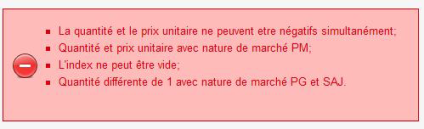 La quantité et le prix unitaire ne peuvent etre négatifs simultanément;
Quantité et prix unitaire avec nature de marché PM;
L'index ne peut être vide;
Quantité différente de 1 avec nature de marché PG et SAJ.